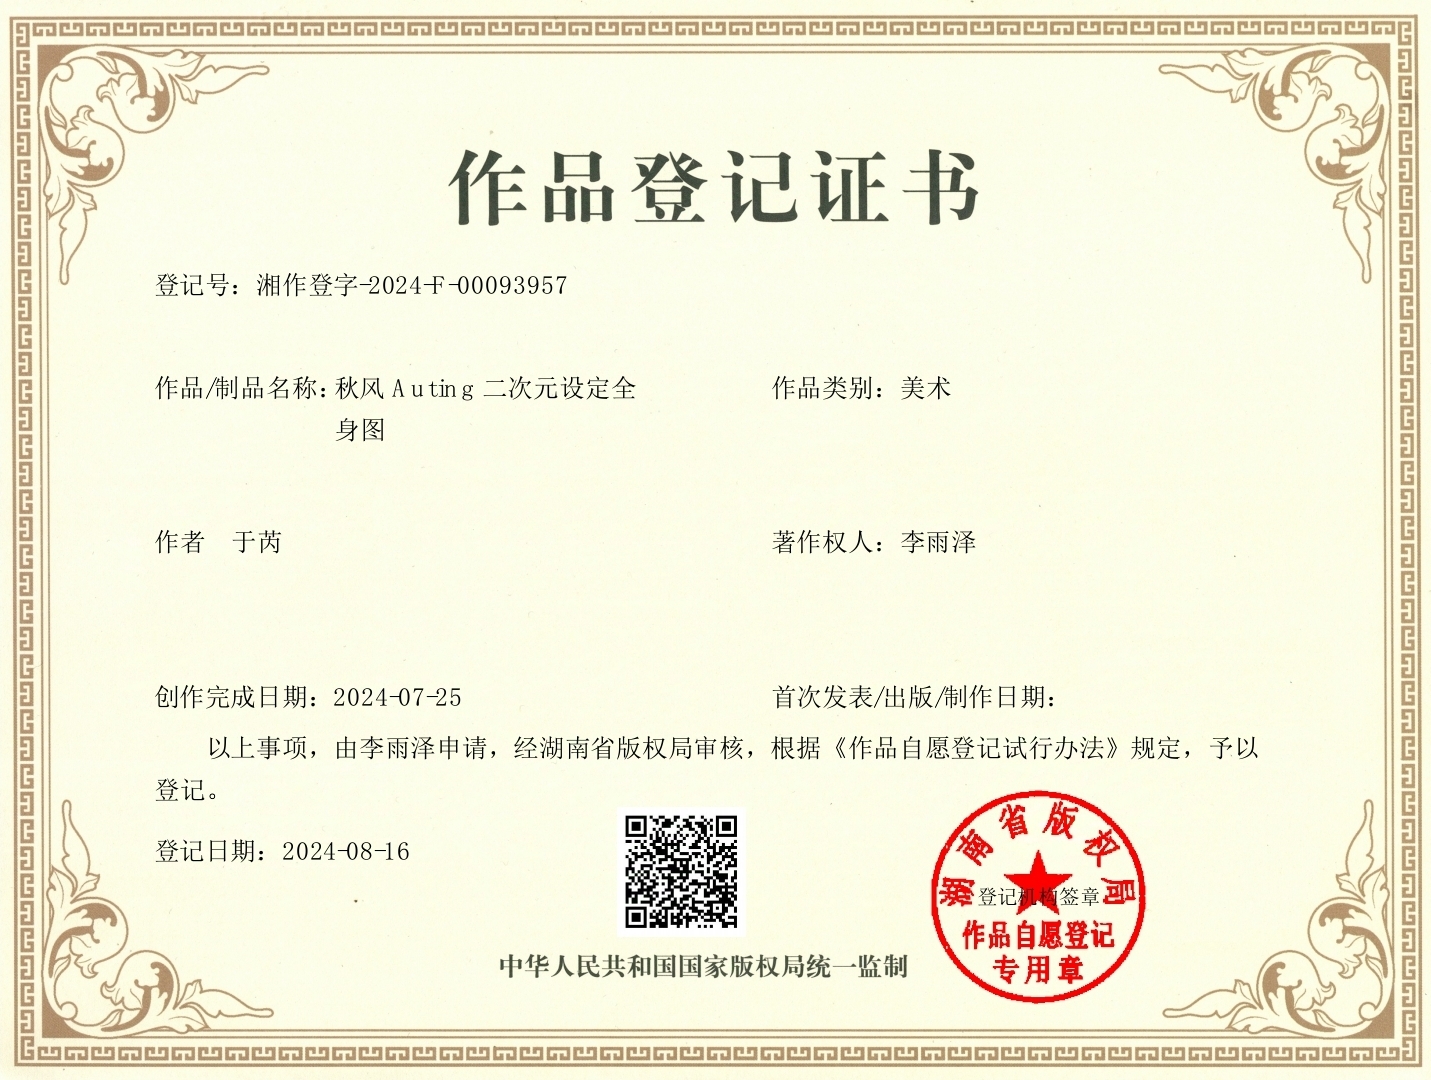 作品登记证书
登记号：湘作登字-2024-F-00093957
作品/制品名称：秋风Auting二次元设定全
身图
作品类别：美术
作者 于芮
著作权人：李雨泽
创作完成日期：2024-07-25
首次发表/出版/制作日期：
以上事项，由李雨泽申请，经湖南省版权局审核，根据《作品自愿登记试行办法》规定，予以
登记。
登记日期：2024-08-16
湖南省版权局
登记机构签章
作品自愿登记
专用章
中华人民共和国国家版权局统一监制